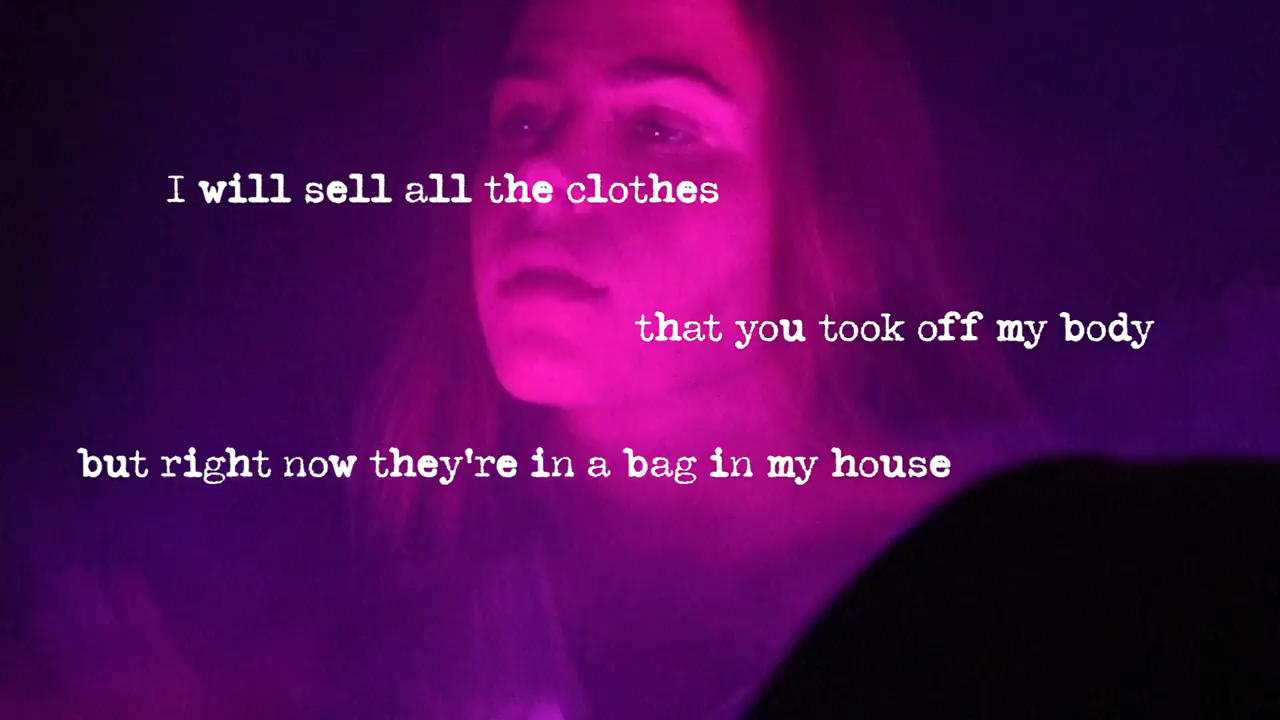 I will sell all the clothes
that you took off my body
but right now they're in a bag in my house